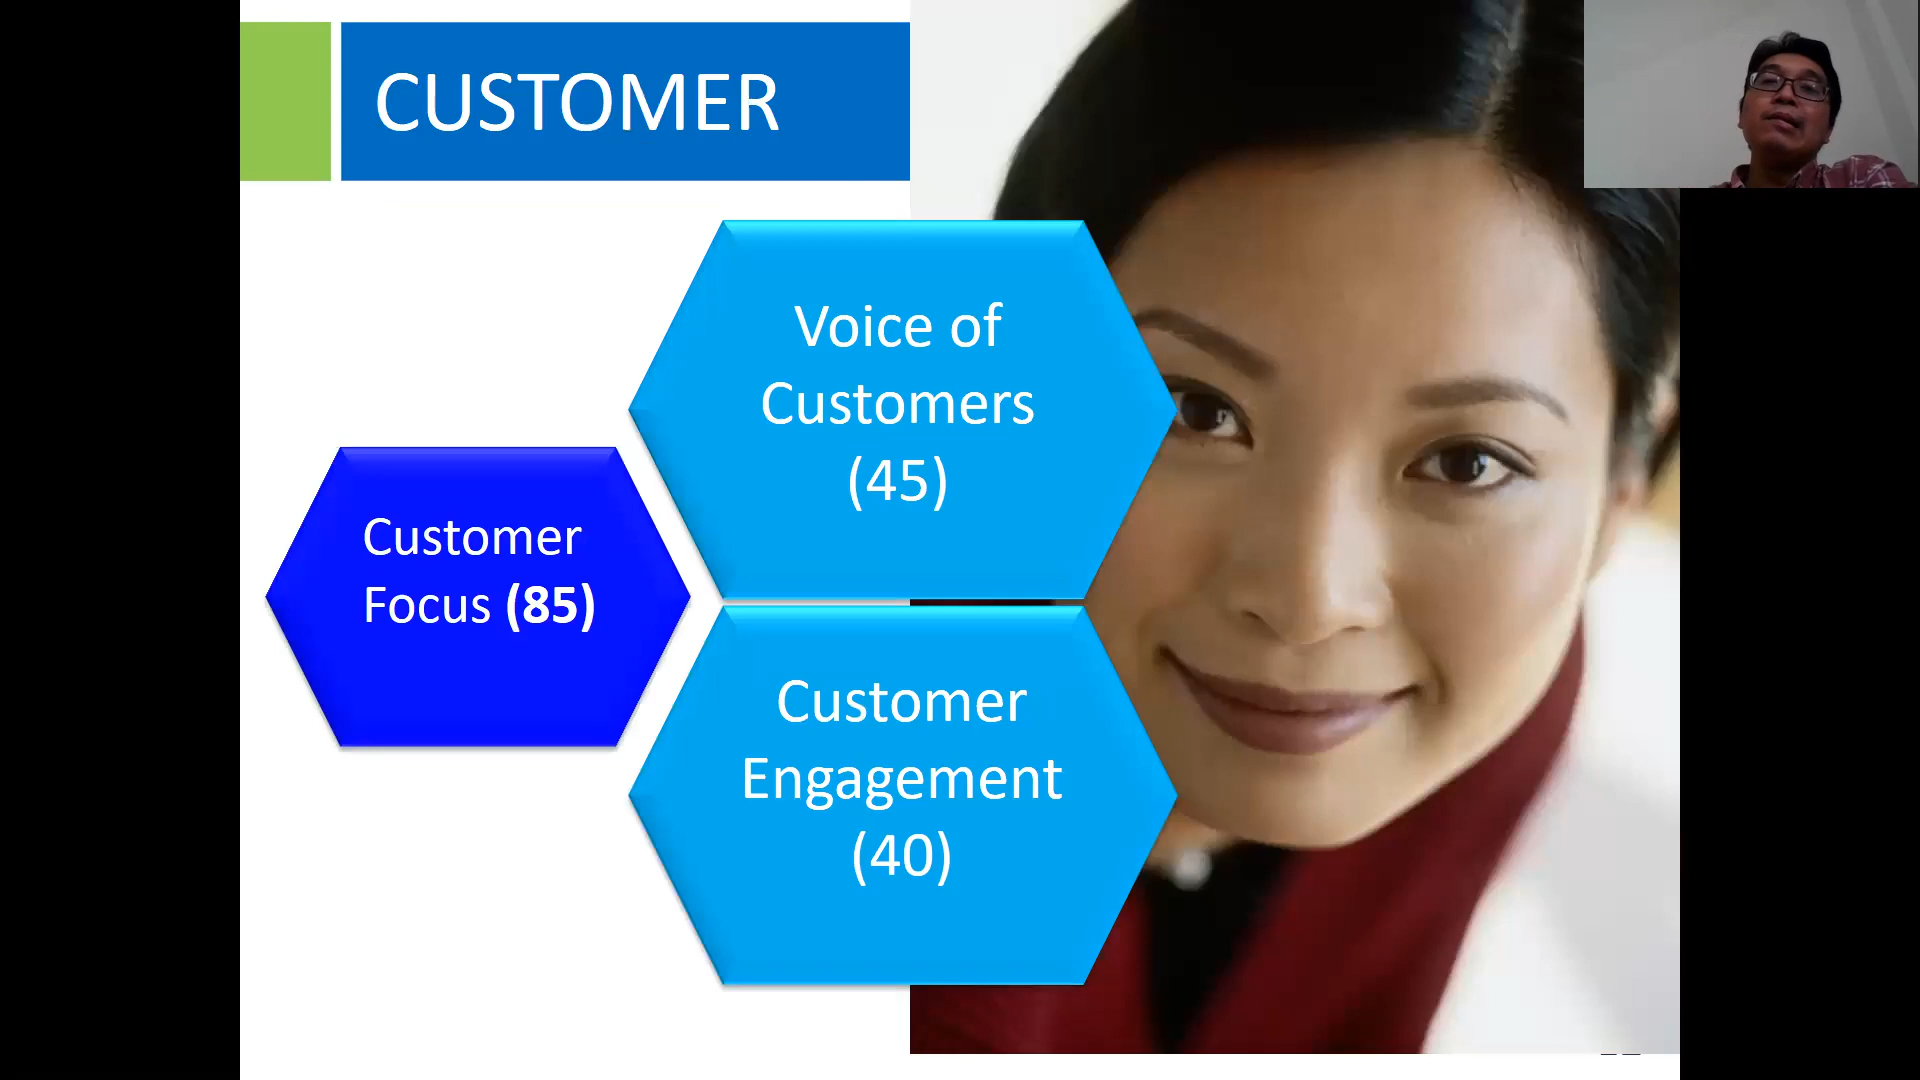 CUSTOMER
Voice of
Customers
(45)
Customer
Focus (85)
Customer
Engagement
(40)